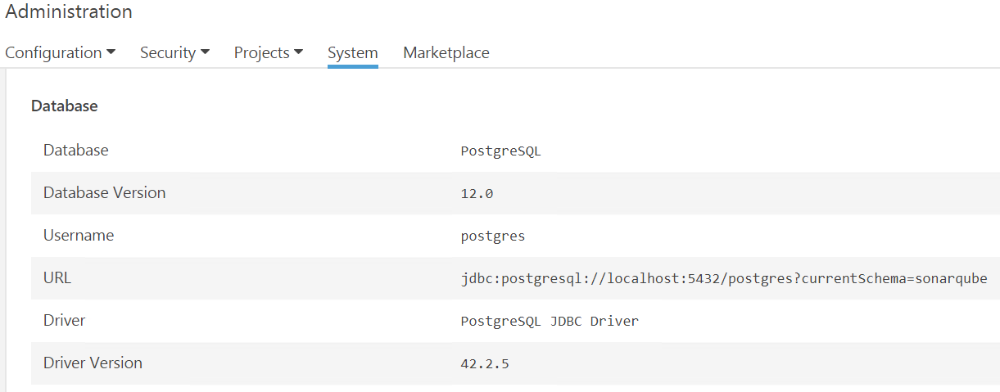 Administration
Configuration Security Projects System Marketplace
Database
Database PostgreSQL
Database Version 12.0
Username postgres
URL jdbc:postgresql://localhost:5432/postgres?currentSchema=sonarqube
Driver PostgreSQL JDBC Driver
Driver Version 42.2.5